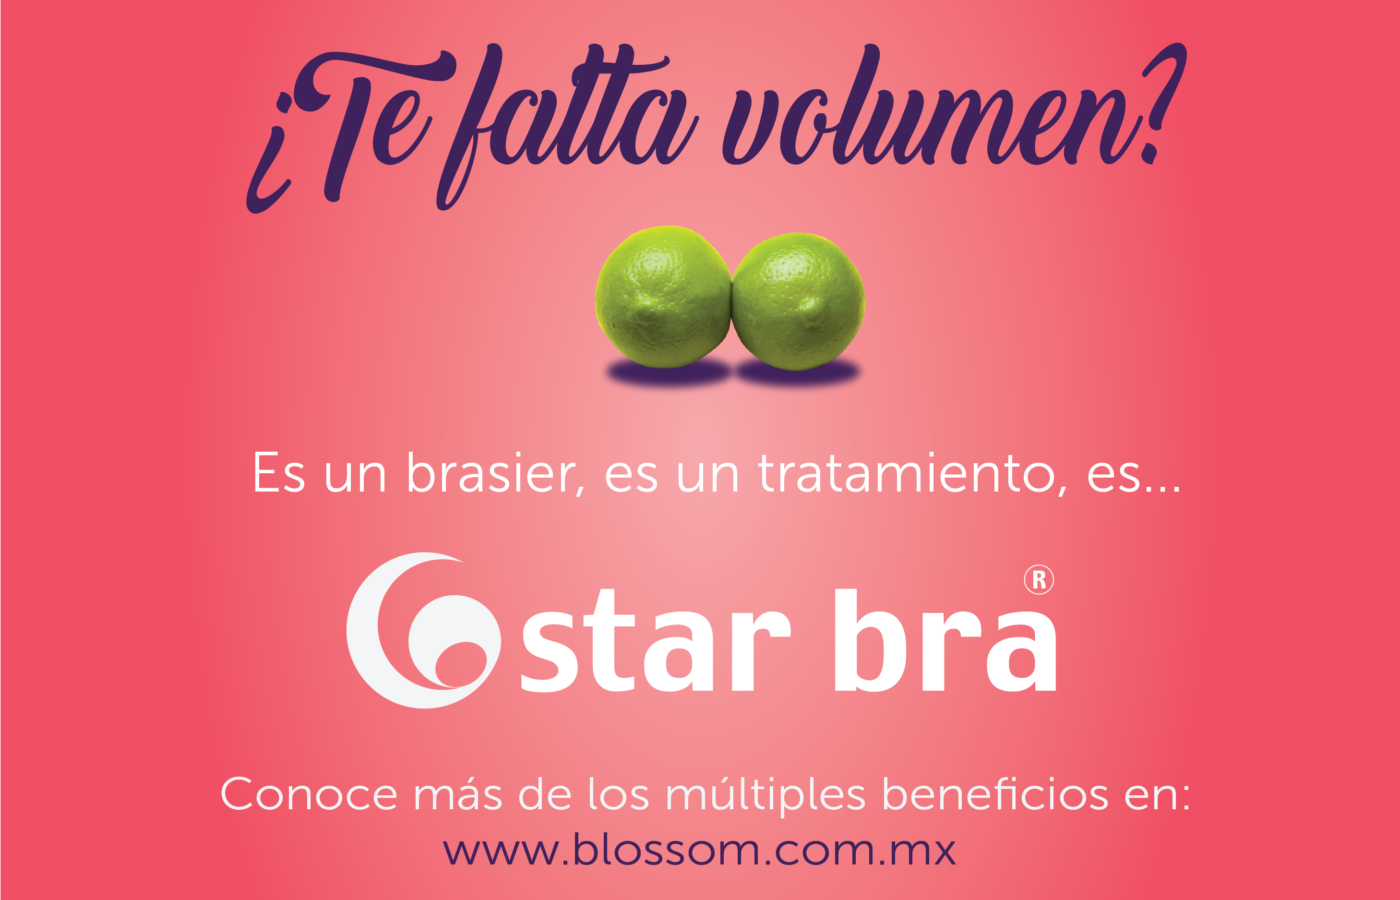 ¿Te falta volumen?
Es un brasier, es un tratamiento, es...
star bra®
Conoce más de los múltiples beneficios en:
www.blossom.com.mx